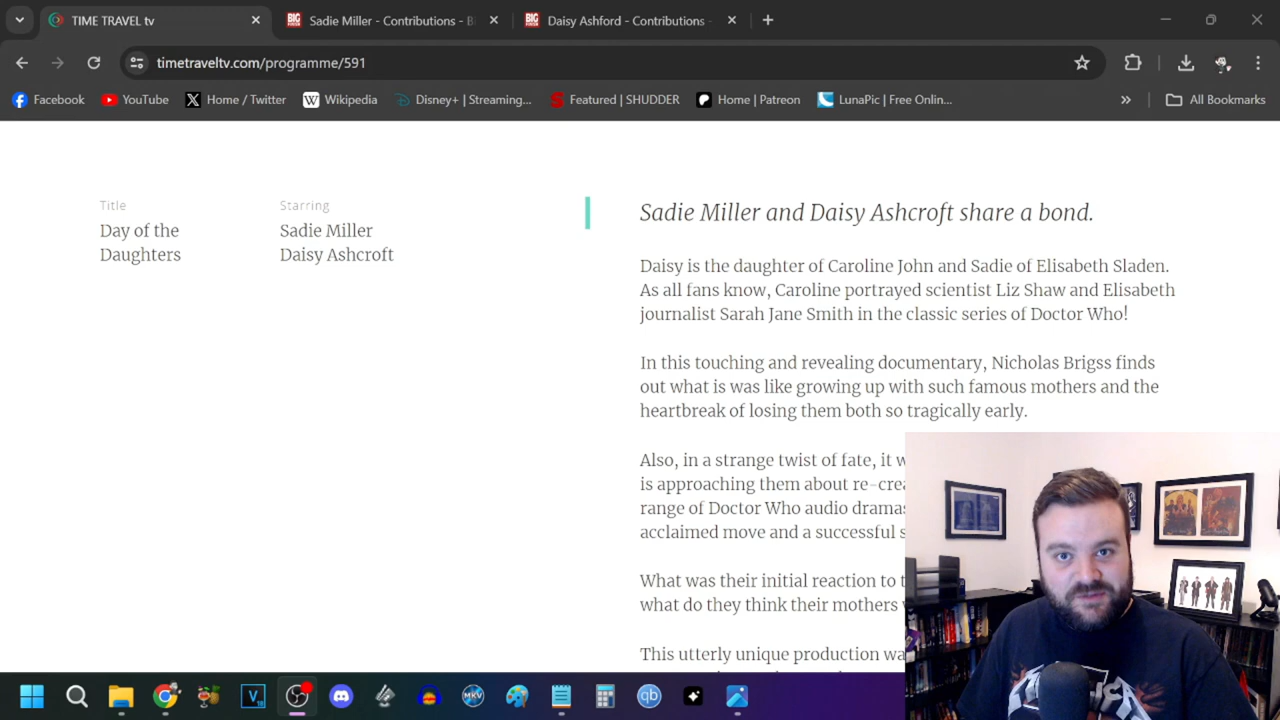 TIME TRAVEL tv
Sadie Miller - Contributions - B
Daisy Ashford - Contributions -
timetraveltv.com/programme/591
Facebook
YouTube
Home / Twitter
Wikipedia
Disney+ | Streaming...
Featured | SHUDDER
Home | Patreon
LunaPic | Free Onlin...
All Bookmarks
Title
Day of the
Daughters
Starring
Sadie Miller
Daisy Ashcroft
Sadie Miller and Daisy Ashcroft share a bond.
Daisy is the daughter of Caroline John and Sadie of Elisabeth Sladen.
As all fans know, Caroline portrayed scientist Liz Shaw and Elisabeth
journalist Sarah Jane Smith in the classic series of Doctor Who!
In this touching and revealing documentary, Nicholas Brigss finds
out what is was like growing up with such famous mothers and the
heartbreak of losing them both so tragically early.
Also, in a strange twist of fate, it w
is approaching them about re-crea
range of Doctor Who audio dramas
acclaimed move and a successful s
What was their initial reaction to t
what do they think their mothers
This utterly unique production wa